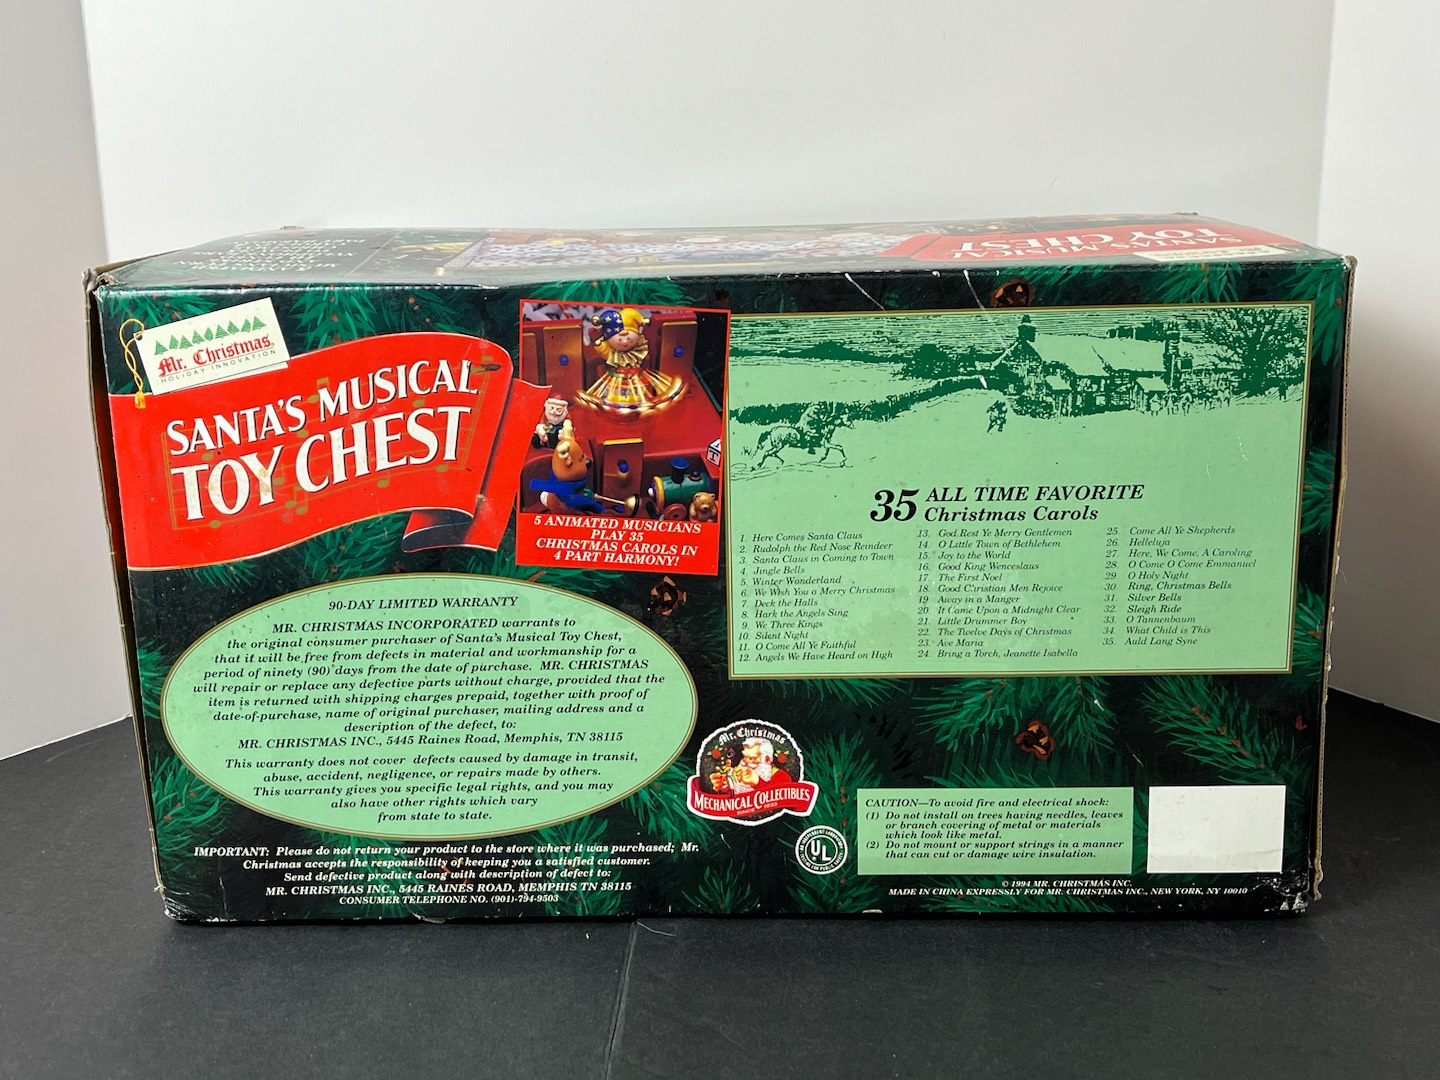 SANTA'S MUSICAL
TOY CHEST
Mr. Christmas
HOLIDAY INNOVATION
SANTA'S MUSICAL
TOY CHEST
5 ANIMATED MUSICIANS
PLAY 35
CHRISTMAS CAROLS IN
4 PART HARMONY!
35 ALL TIME FAVORITE
Christmas Carols
1. Here Comes Santa Claus
2. Rudolph the Red Nose Reindeer
3. Santa Claus in Coming to Town
4. Jingle Bells
5. Winter Wonderland
6. We Wish You a Merry Christmas
7. Deck the Halls
8. Hark the Angels Sing
9. We Three Kings
10. Silent Night
11. O Come All Ye Faithful
12. Angels We Have Heard on High
13. God Rest Ye Merry Gentlemen
14. O Little Town of Bethlehem
15. Joy to the World
16. Good King Wenceslaus
17. The First Noel
18. Good Christian Men Rejoice
19. Away in a Manger
20. It Came Upon a Midnight Clear
21. Little Drummer Boy
22. The Twelve Days of Christmas
23. Ave Maria
24. Bring a Torch, Jeanette Isabella
25. Come All Ye Shepherds
26. Helleluja
27. Here, We Come, A Caroling
28. O Come O Come Emmanuel
29. O Holy Night
30. Ring, Christmas Bells
31. Silver Bells
32. Sleigh Ride
33. O Tannenbaum
34. What Child is This
35. Auld Lang Syne
90-DAY LIMITED WARRANTY
MR. CHRISTMAS INCORPORATED warrants to
the original consumer purchaser of Santa's Musical Toy Chest,
that it will be free from defects in material and workmanship for a
period of ninety (90) days from the date of purchase. MR. CHRISTMAS
will repair or replace any defective parts without charge, provided that the
item is returned with shipping charges prepaid, together with proof of
date-of-purchase, name of original purchaser, mailing address and a
description of the defect, to:
MR. CHRISTMAS INC., 5445 Raines Road, Memphis, TN 38115
This warranty does not cover defects caused by damage in transit,
abuse, accident, negligence, or repairs made by others.
This warranty gives you specific legal rights, and you may
also have other rights which vary
from state to state.
IMPORTANT: Please do not return your product to the store where it was purchased; Mr.
Christmas accepts the responsibility of keeping you a satisfied customer.
Send defective product along with description of defect to:
MR. CHRISTMAS INC., 5445 RAINES ROAD, MEMPHIS TN 38115
CONSUMER TELEPHONE NO. (901)-794-9503
Mr. Christmas
MECHANICAL COLLECTIBLES
SINCE 1933
UL
CAUTION—To avoid fire and electrical shock:
(1) Do not install on trees having needles, leaves
or branch covering of metal or materials
which look like metal.
(2) Do not mount or support strings in a manner
that can cut or damage wire insulation.
© 1994 MR. CHRISTMAS INC.
MADE IN CHINA EXPRESSLY FOR MR. CHRISTMAS INC., NEW YORK, NY 10010